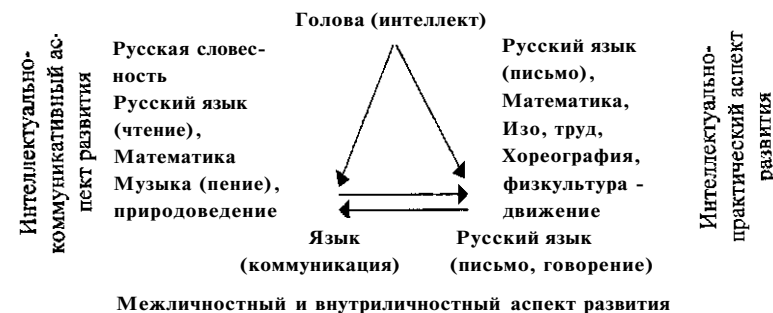 Голова (интеллект)
Интеллектуально-
коммуникативный ас-
пект развития
Русская словес-
ность
Русский язык
(чтение),
Математика
Музыка (пение),
природоведение
Русский язык
(письмо),
Математика,
Изо, труд,
Хореография,
физкультура -
движение
Интеллектуально-
практический аспект
развития
Язык
(коммуникация)
Русский язык
(письмо, говорение)
Межличностный и внутриличностный аспект развития